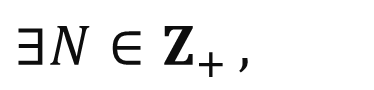 ∃N ∈ 𝐙₊ ,